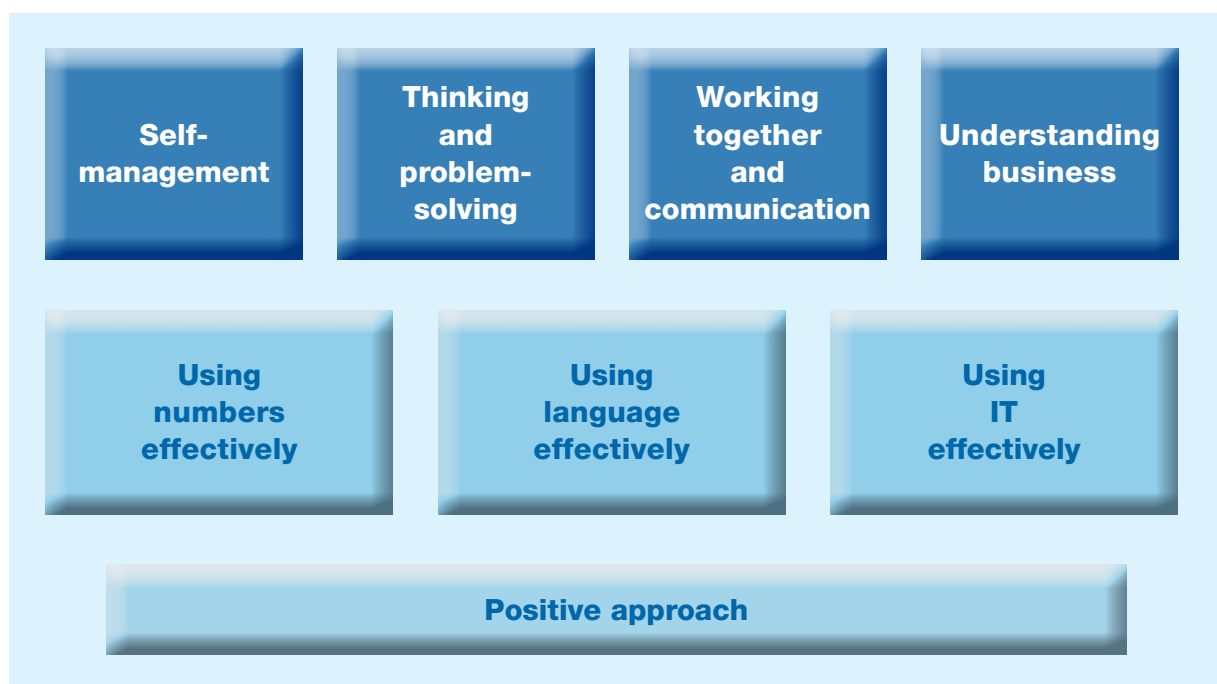 Self-
management
Thinking
and
problem-
solving
Working
together
and
communication
Understanding
business
Using
numbers
effectively
Using
language
effectively
Using
IT
effectively
Positive approach